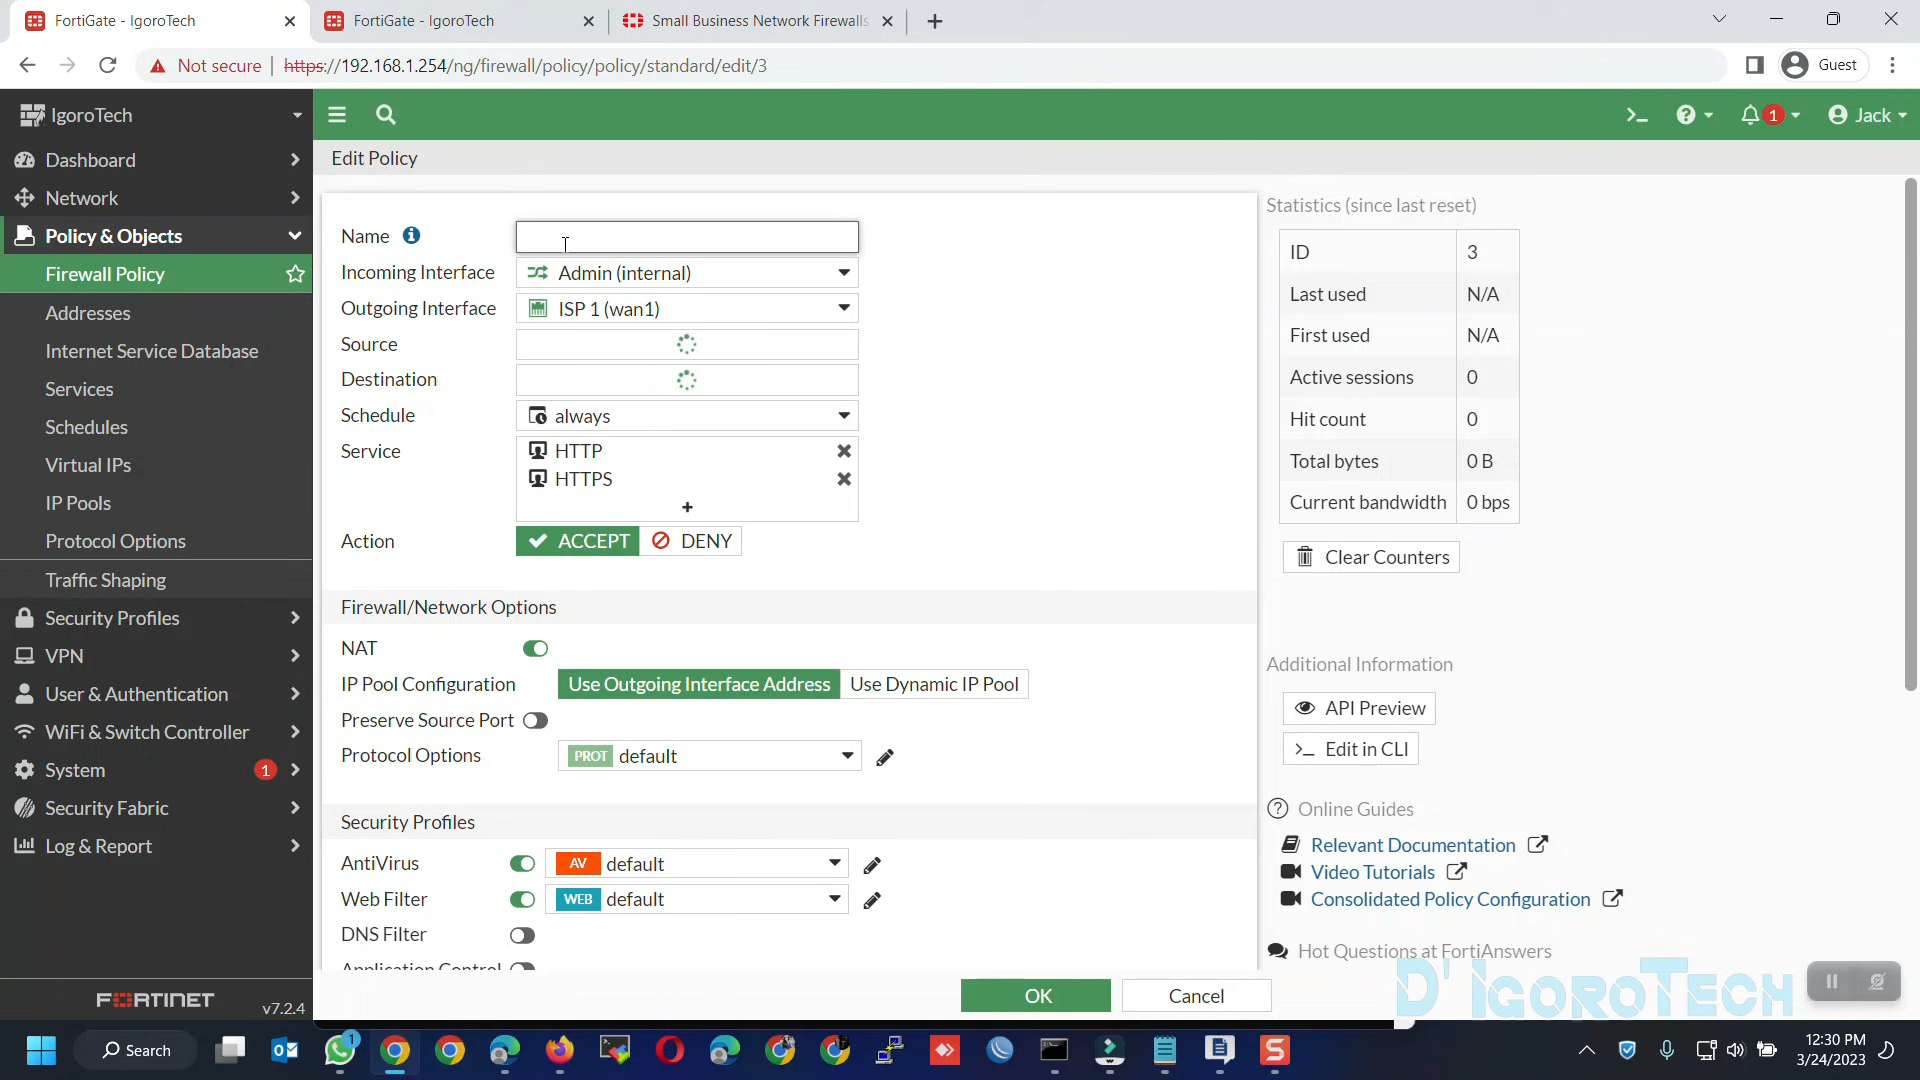 FortiGate - IgoroTech
FortiGate - IgoroTech
Small Business Network Firewalls
Not secure
https://192.168.1.254/ng/firewall/policy/policy/standard/edit/3
Guest
IgoroTech
Dashboard
Network
Policy & Objects
Firewall Policy
Addresses
Internet Service Database
Services
Schedules
Virtual IPs
IP Pools
Protocol Options
Traffic Shaping
Security Profiles
VPN
User & Authentication
WiFi & Switch Controller
System 1
Security Fabric
Log & Report
FORTINET v7.2.4
1
Jack
Edit Policy
Name
Incoming Interface Admin (internal)
Outgoing Interface ISP 1 (wan1)
Source
Destination
Schedule always
Service HTTP
HTTPS
Action ACCEPT DENY
Firewall/Network Options
NAT
IP Pool Configuration Use Outgoing Interface Address Use Dynamic IP Pool
Preserve Source Port
Protocol Options PROT default
Security Profiles
AntiVirus AV default
Web Filter WEB default
DNS Filter
Application Control
OK Cancel
Statistics (since last reset)
ID 3
Last used N/A
First used N/A
Active sessions 0
Hit count 0
Total bytes 0 B
Current bandwidth 0 bps
Clear Counters
Additional Information
API Preview
>_ Edit in CLI
Online Guides
Relevant Documentation
Video Tutorials
Consolidated Policy Configuration
Hot Questions at FortiAnswers
D' IGOROTECH
Search
1
12:30 PM
3/24/2023